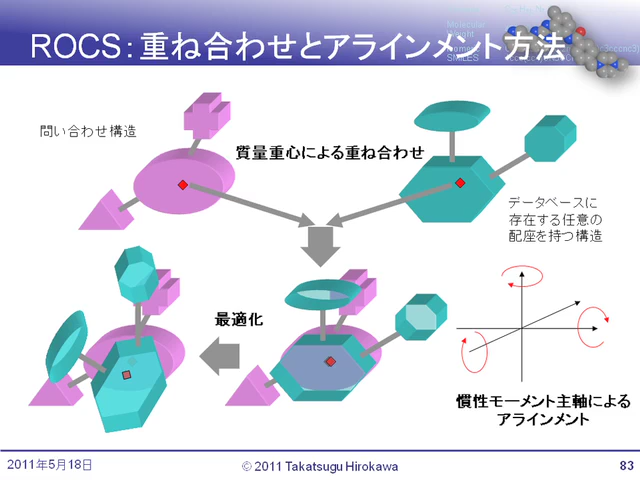 Molecular
Weight
SMILES
ROCS:重ね合わせとアラインメント方法
問い合わせ構造
質量重心による重ね合わせ
データベースに
存在する任意の
配座を持つ構造
最適化
慣性モーメント主軸による
アラインメント
2011年5月18日
© 2011 Takatsugu Hirokawa
83